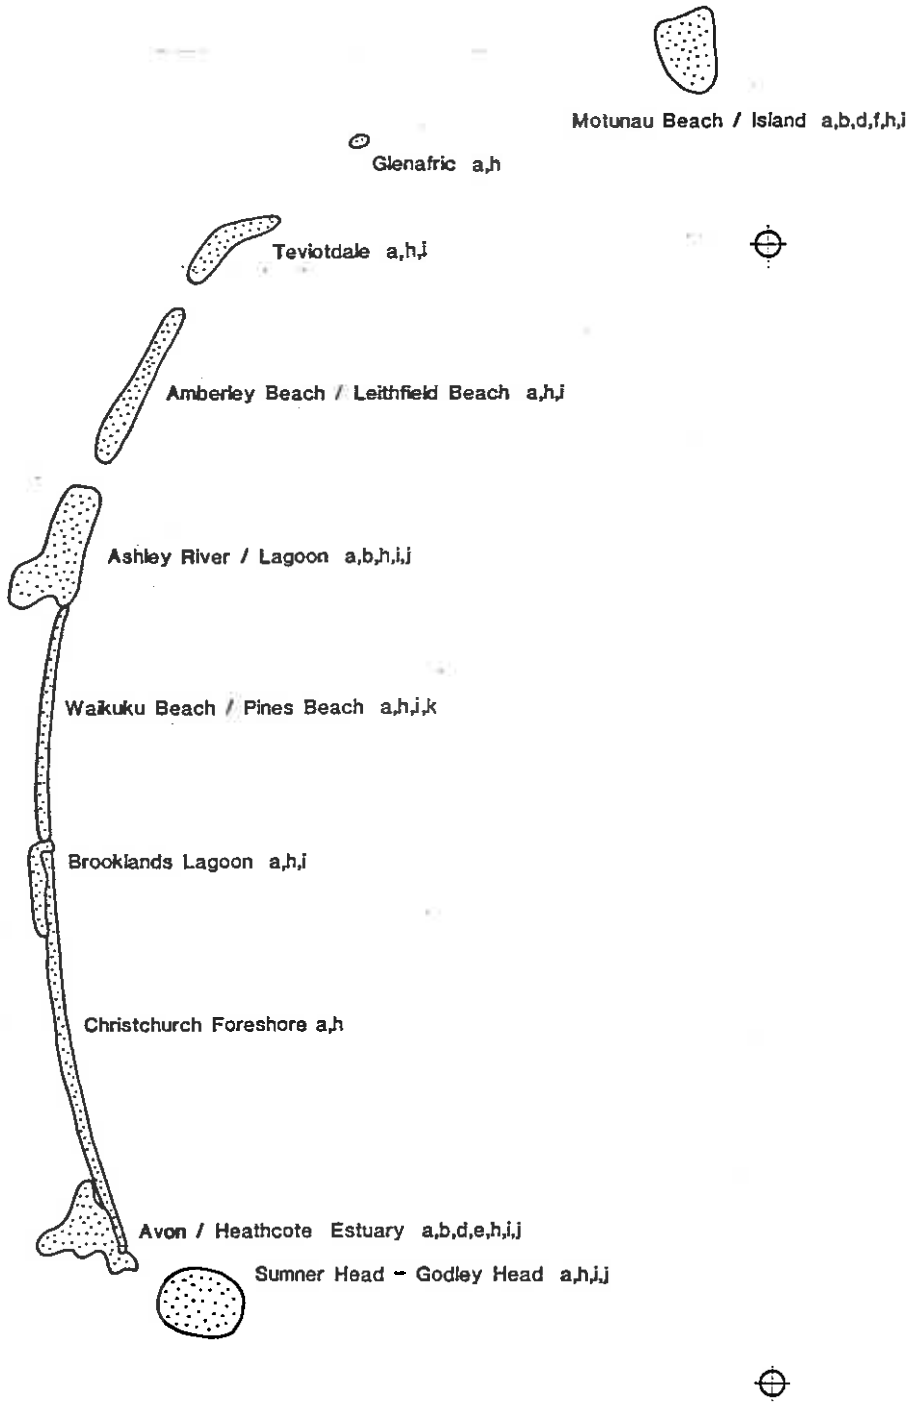 Motunau Beach / Island a,b,d,f,h,i
Glenafric a,h
Teviotdale a,h,i
Amberley Beach / Leithfield Beach a,h,i
Ashley River / Lagoon a,b,h,i,j
Waikuku Beach / Pines Beach a,h,i,k
Brooklands Lagoon a,h,i
Christchurch Foreshore a,h
Avon / Heathcote Estuary a,b,d,e,h,i,j
Sumner Head - Godley Head a,h,i,j